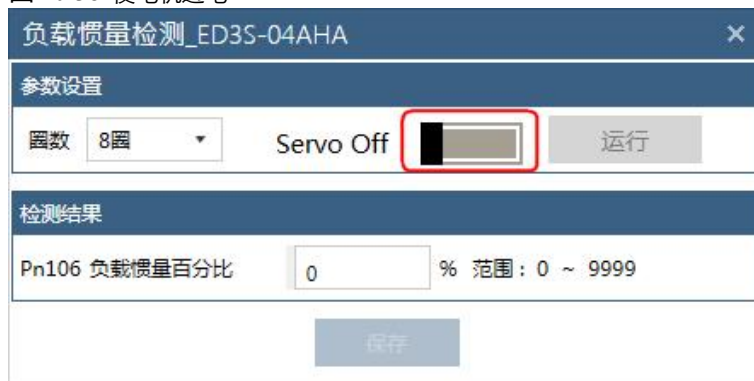 负载惯量检测_ED3S-04AHA ×
参数设置
圈数 8圈 Servo Off 运行
检测结果
Pn106 负载惯量百分比 0 % 范围：0 ~ 9999
保存